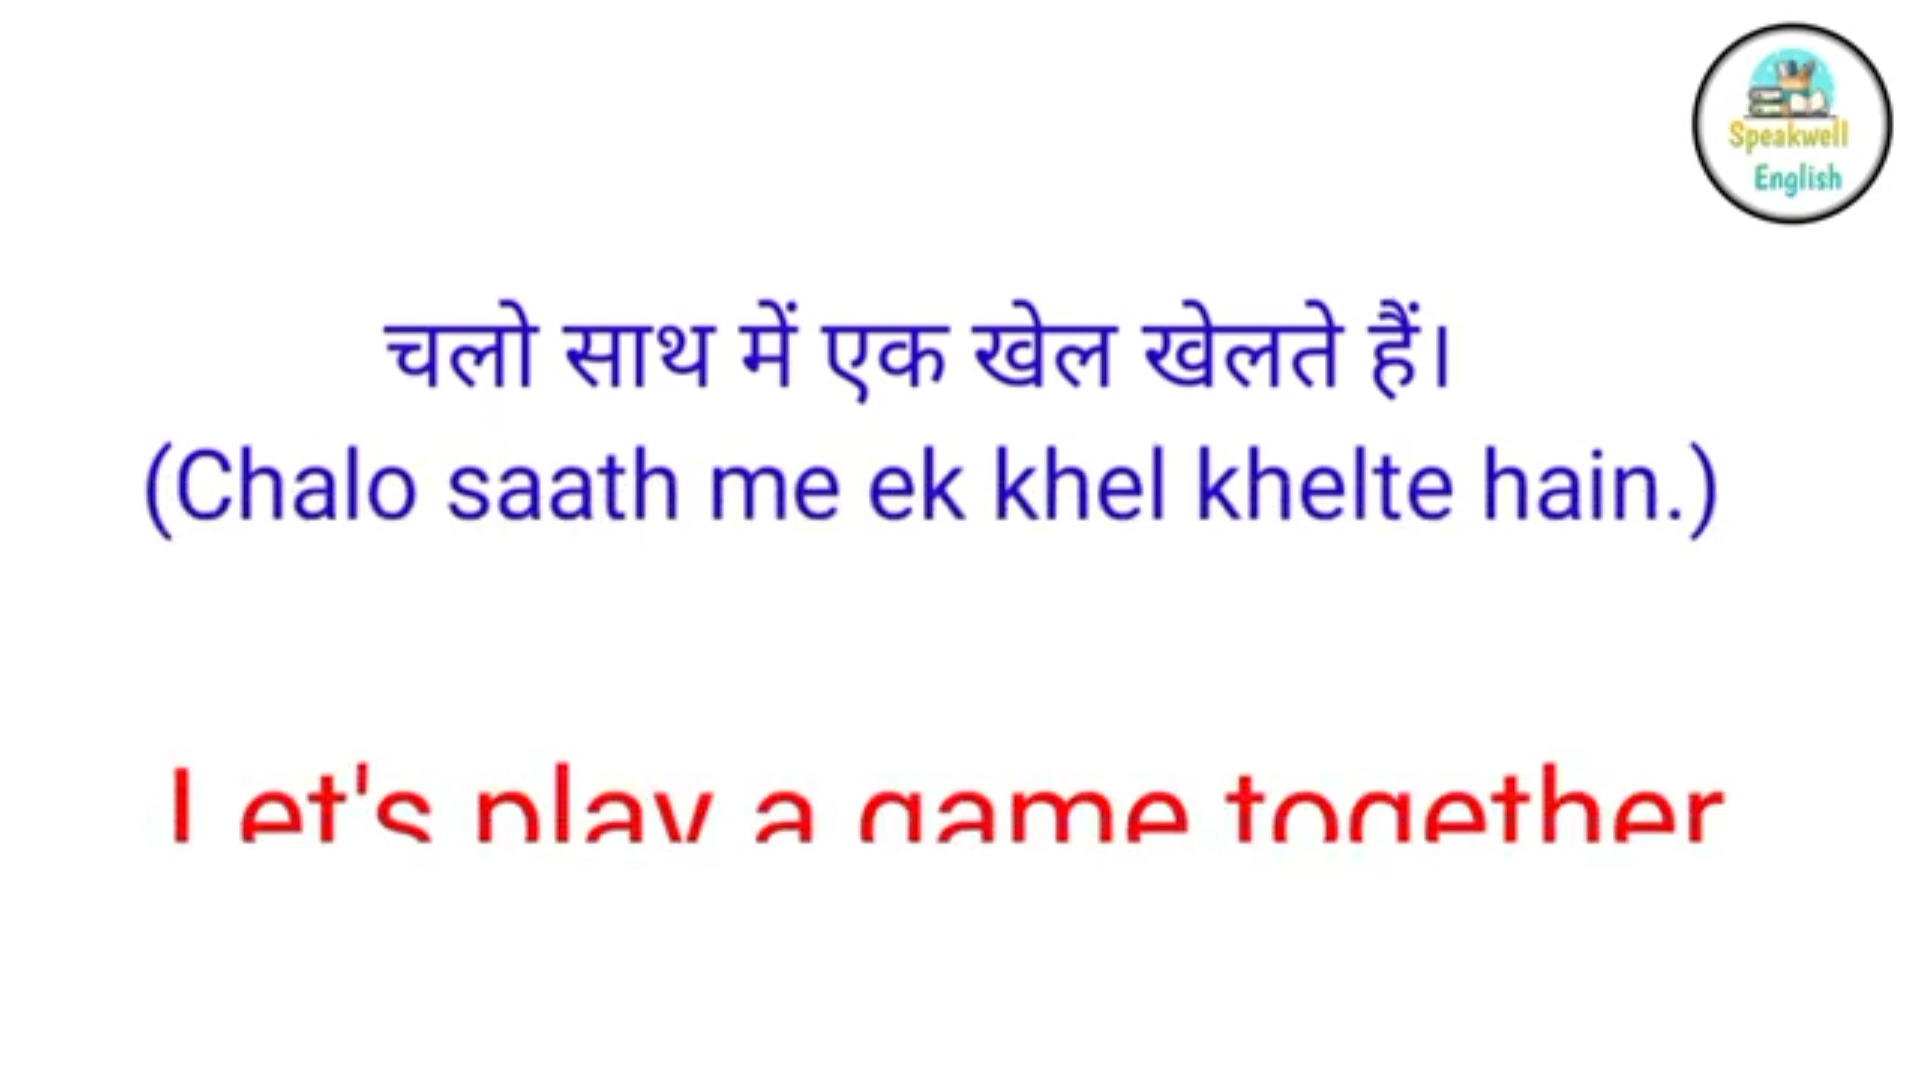 Speakwell
English
चलो साथ में एक खेल खेलते हैं।
(Chalo saath me ek khel khelte hain.)
Let's play a game together